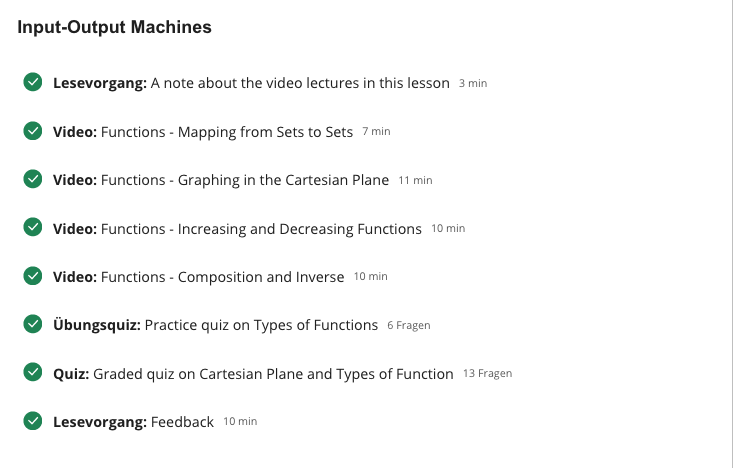 Input-Output Machines
Lesevorgang: A note about the video lectures in this lesson 3 min
Video: Functions - Mapping from Sets to Sets 7 min
Video: Functions - Graphing in the Cartesian Plane 11 min
Video: Functions - Increasing and Decreasing Functions 10 min
Video: Functions - Composition and Inverse 10 min
Übungsquiz: Practice quiz on Types of Functions 6 Fragen
Quiz: Graded quiz on Cartesian Plane and Types of Function 13 Fragen
Lesevorgang: Feedback 10 min